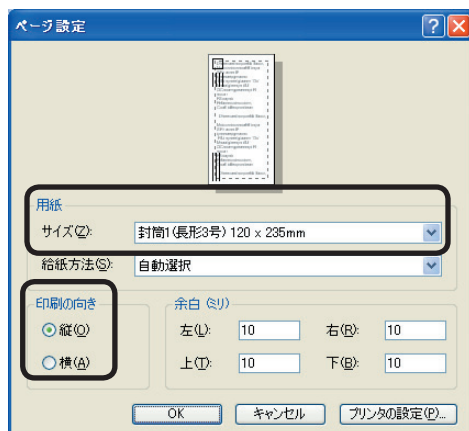 ページ設定
用紙
サイズ(Z): 封筒1(長形3号) 120 x 235mm
給紙方法(S): 自動選択
印刷の向き 余白(ミリ)
縦(O) 左(L): 10 右(R): 10
横(A) 上(T): 10 下(B): 10
OK キャンセル プリンタの設定(P)...